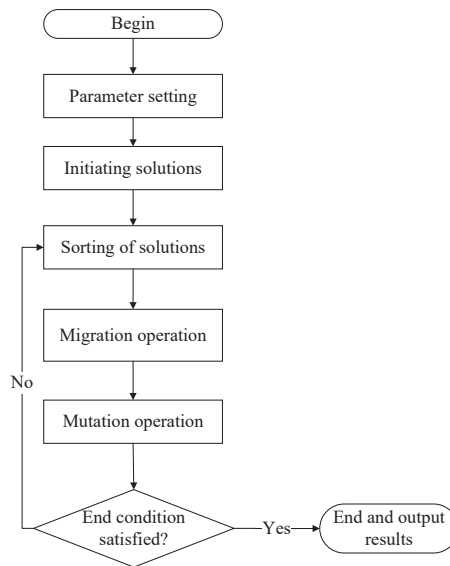 Begin
Parameter setting
Initiating solutions
Sorting of solutions
Migration operation
No
Mutation operation
End condition
satisfied?
Yes
End and output
results